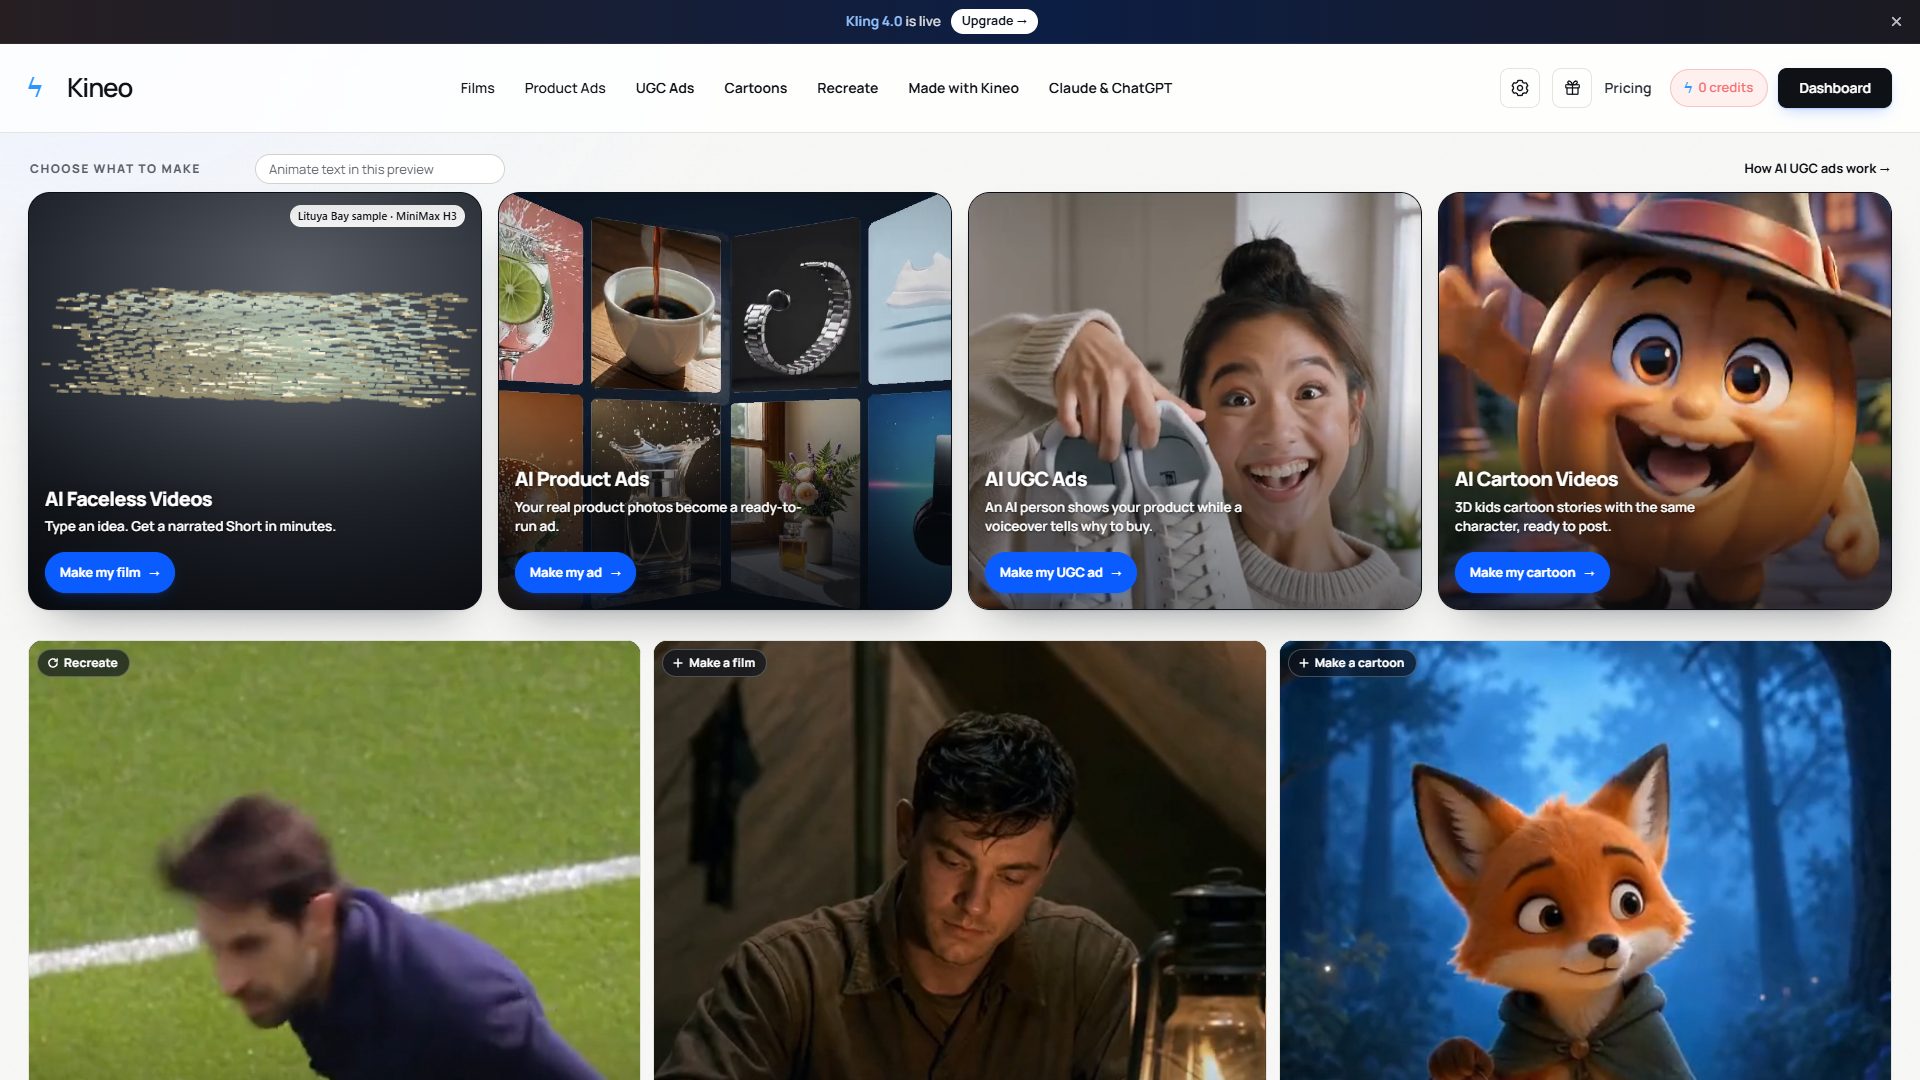 Kling 4.0 is live Upgrade →
Kineo Films Product Ads UGC Ads Cartoons Recreate Made with Kineo Claude & ChatGPT Pricing 0 credits Dashboard
CHOOSE WHAT TO MAKE Animate text in this preview How AI UGC ads work →
Lituya Bay sample · MiniMax H3
AI Faceless Videos
Type an idea. Get a narrated Short in minutes.
Make my film →
AI Product Ads
Your real product photos become a ready-to-
run ad.
Make my ad →
AI UGC Ads
An AI person shows your product while a
voiceover tells why to buy.
Make my UGC ad →
AI Cartoon Videos
3D kids cartoon stories with the same
character, ready to post.
Make my cartoon →
Recreate
+ Make a film
+ Make a cartoon